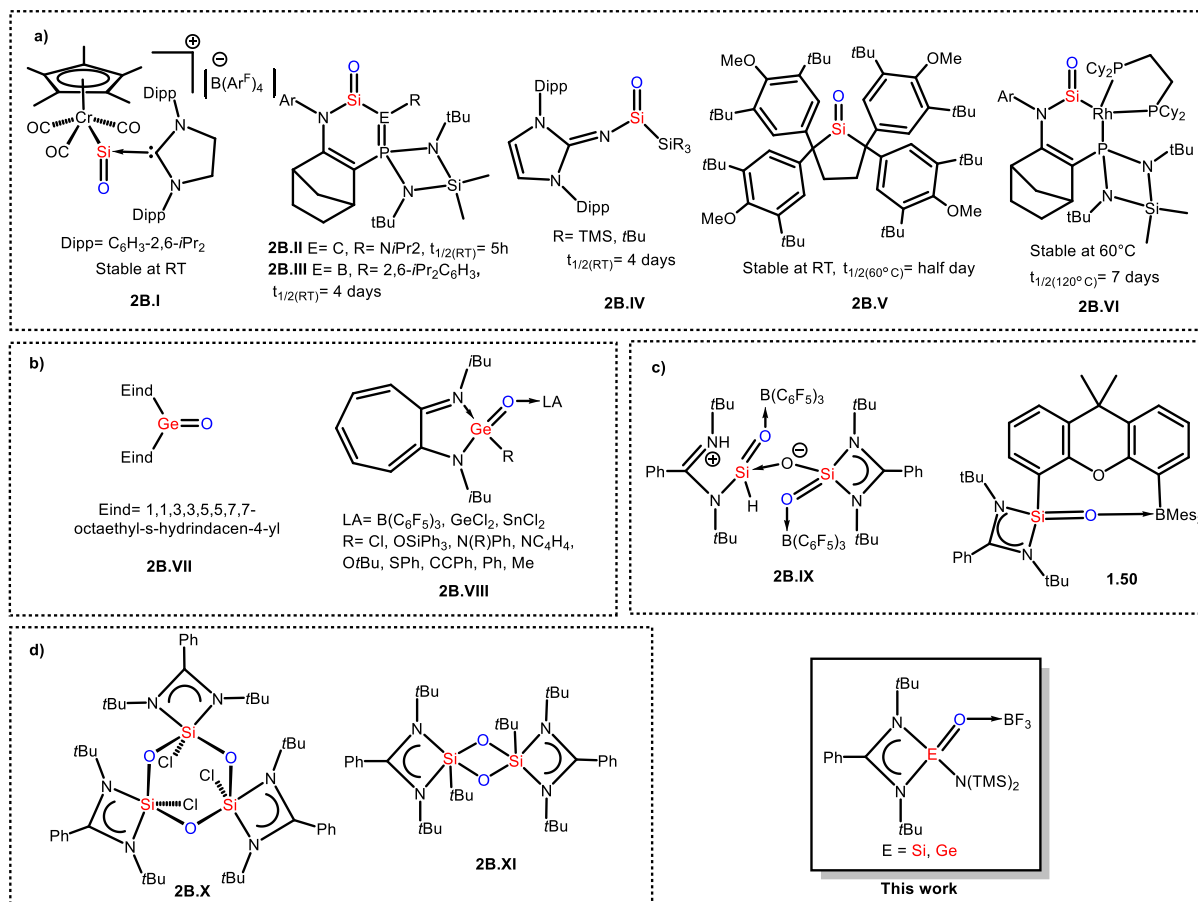 a)
B(ArF)4
Dipp
Cr
OC
CO
OC
Si
N
N
O
Dipp
Dipp= C6H3-2,6-iPr2
Stable at RT
2B.I
O
Si
R
Ar
N
E
tBu
P
N
N
Si
tBu
2B.II E= C, R= NiPr2, t1/2(RT)= 5h
2B.III E= B, R= 2,6-iPr2C6H3,
t1/2(RT)= 4 days
Dipp
O
N
N
Si
N
SiR3
Dipp
R= TMS, tBu
t1/2(RT)= 4 days
2B.IV
tBu
tBu
MeO
OMe
O
tBu
Si
tBu
tBu
tBu
MeO
OMe
tBu
tBu
Stable at RT, t1/2(60°C)= half day
2B.V
O
Cy2P
Si
Ar
N
Rh
PCy2
tBu
P
N
N
Si
tBu
Stable at 60°C
t1/2(120°C)= 7 days
2B.VI
b)
Eind
Ge
O
Eind
Eind= 1,1,3,3,5,5,7,7-
octaethyl-s-hydrindacen-4-yl
2B.VII
iBu
N
O
LA
Ge
N
R
iBu
LA= B(C6F5)3, GeCl2, SnCl2
R= Cl, OSiPh3, N(R)Ph, NC4H4,
OtBu, SPh, CCPh, Ph, Me
2B.VIII
c)
B(C6F5)3
tBu
tBu
NH
O
N
Ph
Si
O
Si
Ph
N
H
O
N
tBu
B(C6F5)3
tBu
2B.IX
O
tBu
N
Si
O
BMes
Ph
N
tBu
1.50
d)
Ph
tBu
N
N
tBu
Si
tBu
O
Cl
O
tBu
N
Cl
N
Si
Cl
Si
Ph
N
O
N
Ph
tBu
tBu
2B.X
tBu
tBu
tBu
N
O
N
Ph
Si
Si
Ph
N
O
N
tBu
tBu
tBu
2B.XI
tBu
N
O
BF3
Ph
E
N
N(TMS)2
tBu
E = Si, Ge
This work